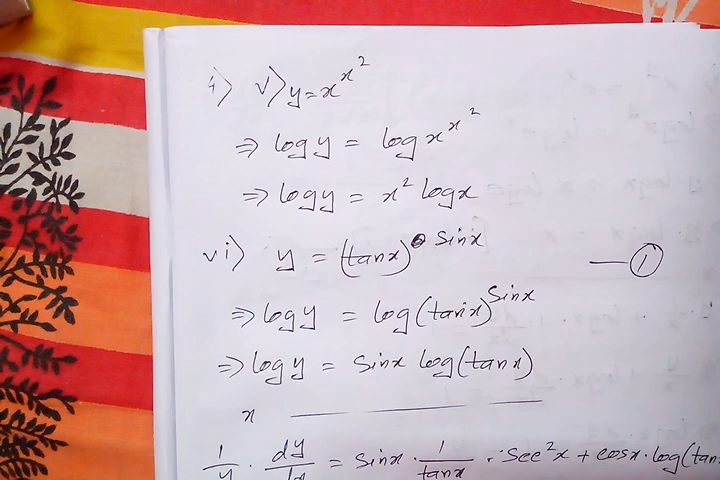 i) v) y = x^x^2
⇒ log y = log x^x^2
⇒ log y = x^2 log x
vi) y = (tan x)^sin x — ①
⇒ log y = log (tan x)^sin x
⇒ log y = sin x log (tan x)
x
1/y · dy/dx = sin x · 1/tan x · sec^2 x + cos x · log (tan